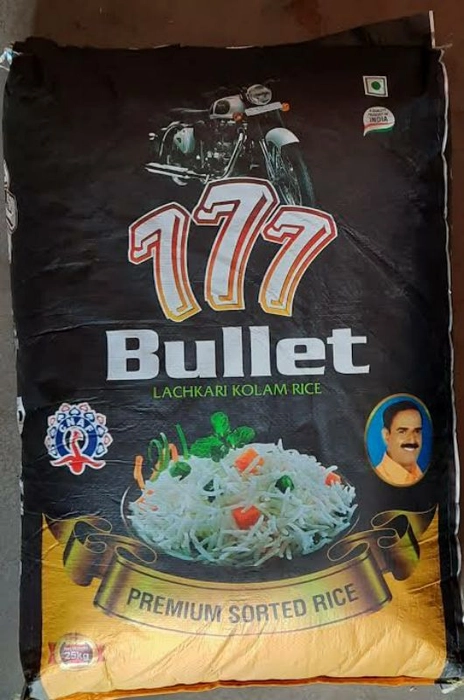 INDIA
777
Bullet
LACHKARI KOLAM RICE
PREMIUM SORTED RICE
25kg